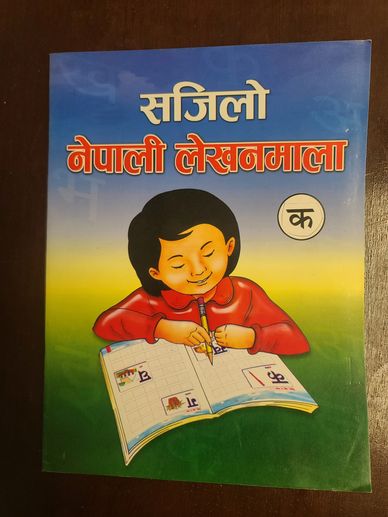 सजिलो
नेपाली लेखनमाला
क
घ
ग
क